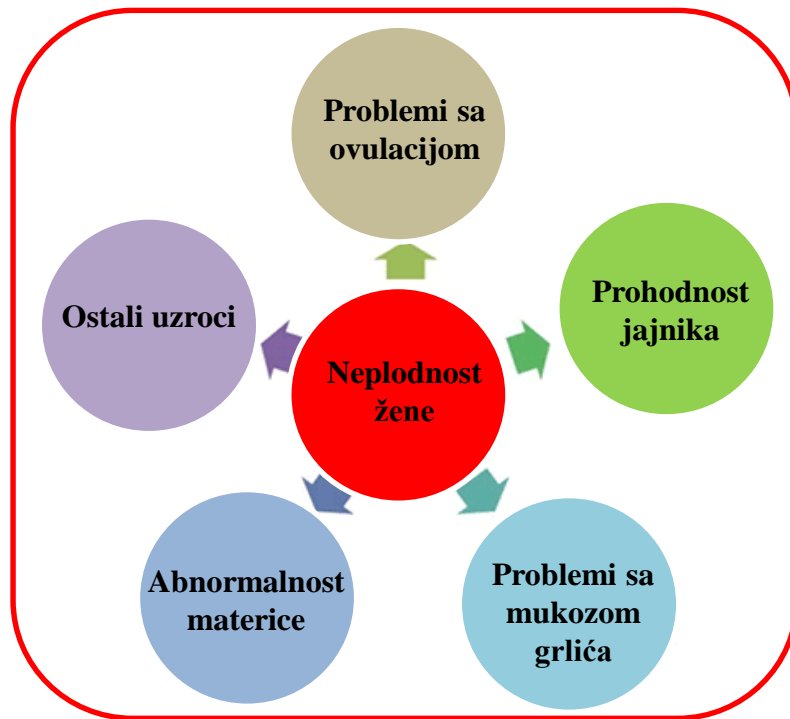 Problemi sa
ovulacijom
Prohodnost
jajnika
Ostali uzroci
Neplodnost
žene
Abnormalnost
materice
Problemi sa
mukozom
grlića